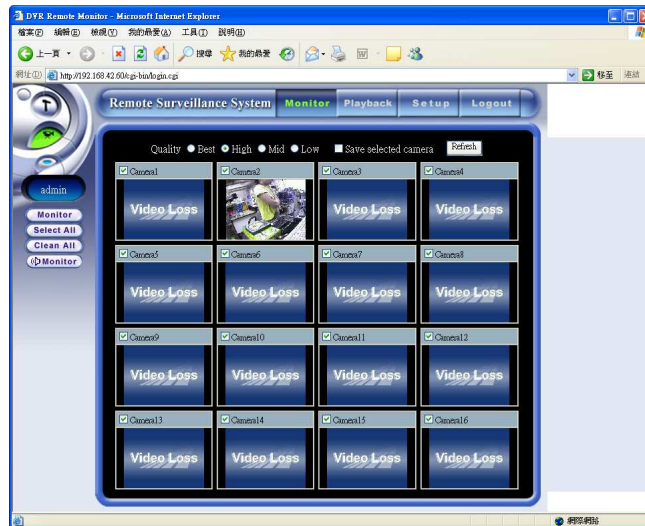 DVR Remote Monitor - Microsoft Internet Explorer
檔案(F) 編輯(E) 檢視(V) 我的最愛(A) 工具(T) 說明(H)
上一頁 搜尋 我的最愛
網址(D) http://192.168.42.60/cgi-bin/login.cgi 移至 連結
Remote Surveillance System Monitor Playback Setup Logout
Quality Best High Mid Low Save selected camera Refresh
admin
Monitor
Select All
Clean All
Monitor
Camera1 Camera2 Camera3 Camera4
Video Loss Video Loss Video Loss
Camera5 Camera6 Camera7 Camera8
Video Loss Video Loss Video Loss Video Loss
Camera9 Camera10 Camera11 Camera12
Video Loss Video Loss Video Loss Video Loss
Camera13 Camera14 Camera15 Camera16
Video Loss Video Loss Video Loss Video Loss
網際網路